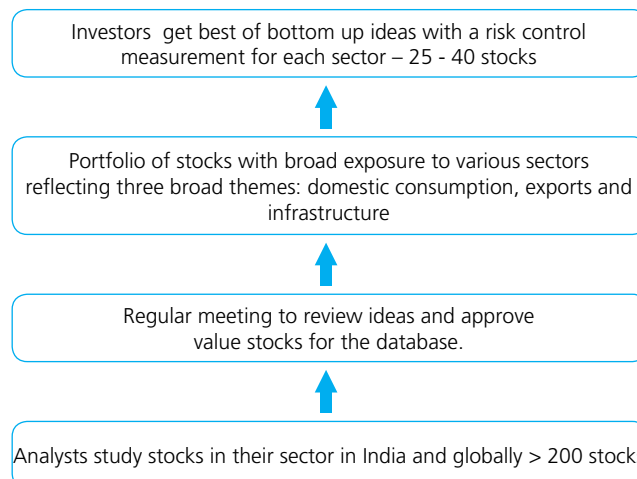 Investors get best of bottom up ideas with a risk control
measurement for each sector – 25 - 40 stocks
Portfolio of stocks with broad exposure to various sectors
reflecting three broad themes: domestic consumption, exports and
infrastructure
Regular meeting to review ideas and approve
value stocks for the database.
Analysts study stocks in their sector in India and globally > 200 stock